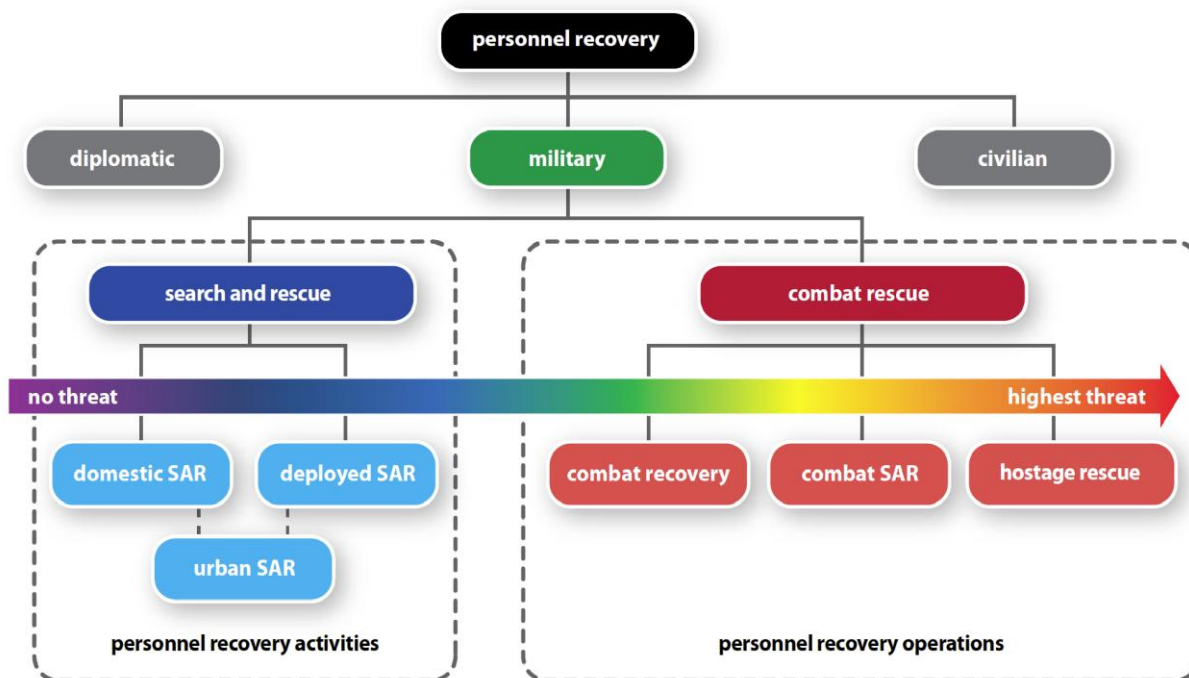 personnel recovery
diplomatic
military
civilian
search and rescue
combat rescue
no threat
highest threat
domestic SAR
deployed SAR
combat recovery
combat SAR
hostage rescue
urban SAR
personnel recovery activities
personnel recovery operations